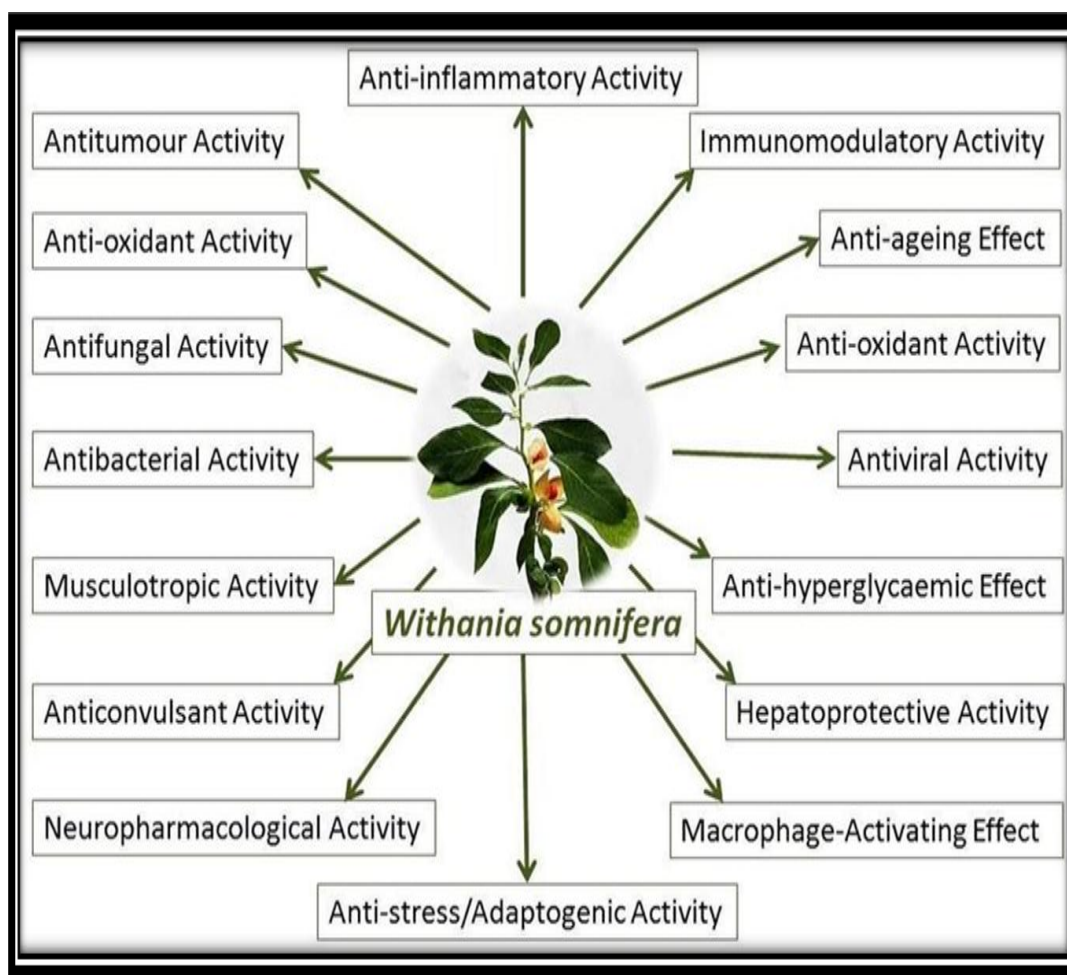 Anti-inflammatory Activity
Antitumour Activity
Immunomodulatory Activity
Anti-oxidant Activity
Anti-ageing Effect
Antifungal Activity
Anti-oxidant Activity
Antibacterial Activity
Antiviral Activity
Musculotropic Activity
Anti-hyperglycaemic Effect
Withania somnifera
Anticonvulsant Activity
Hepatoprotective Activity
Neuropharmacological Activity
Macrophage-Activating Effect
Anti-stress/Adaptogenic Activity